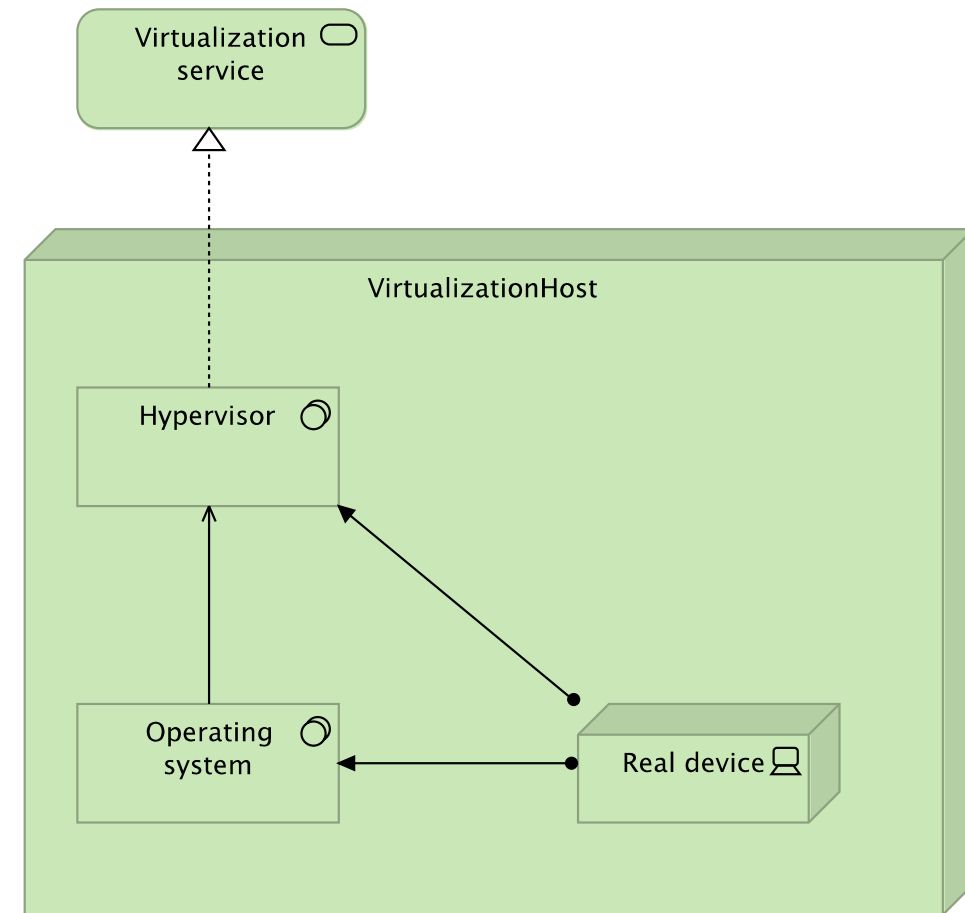 Virtualization
service
VirtualizationHost
Hypervisor
Operating
system
Real device